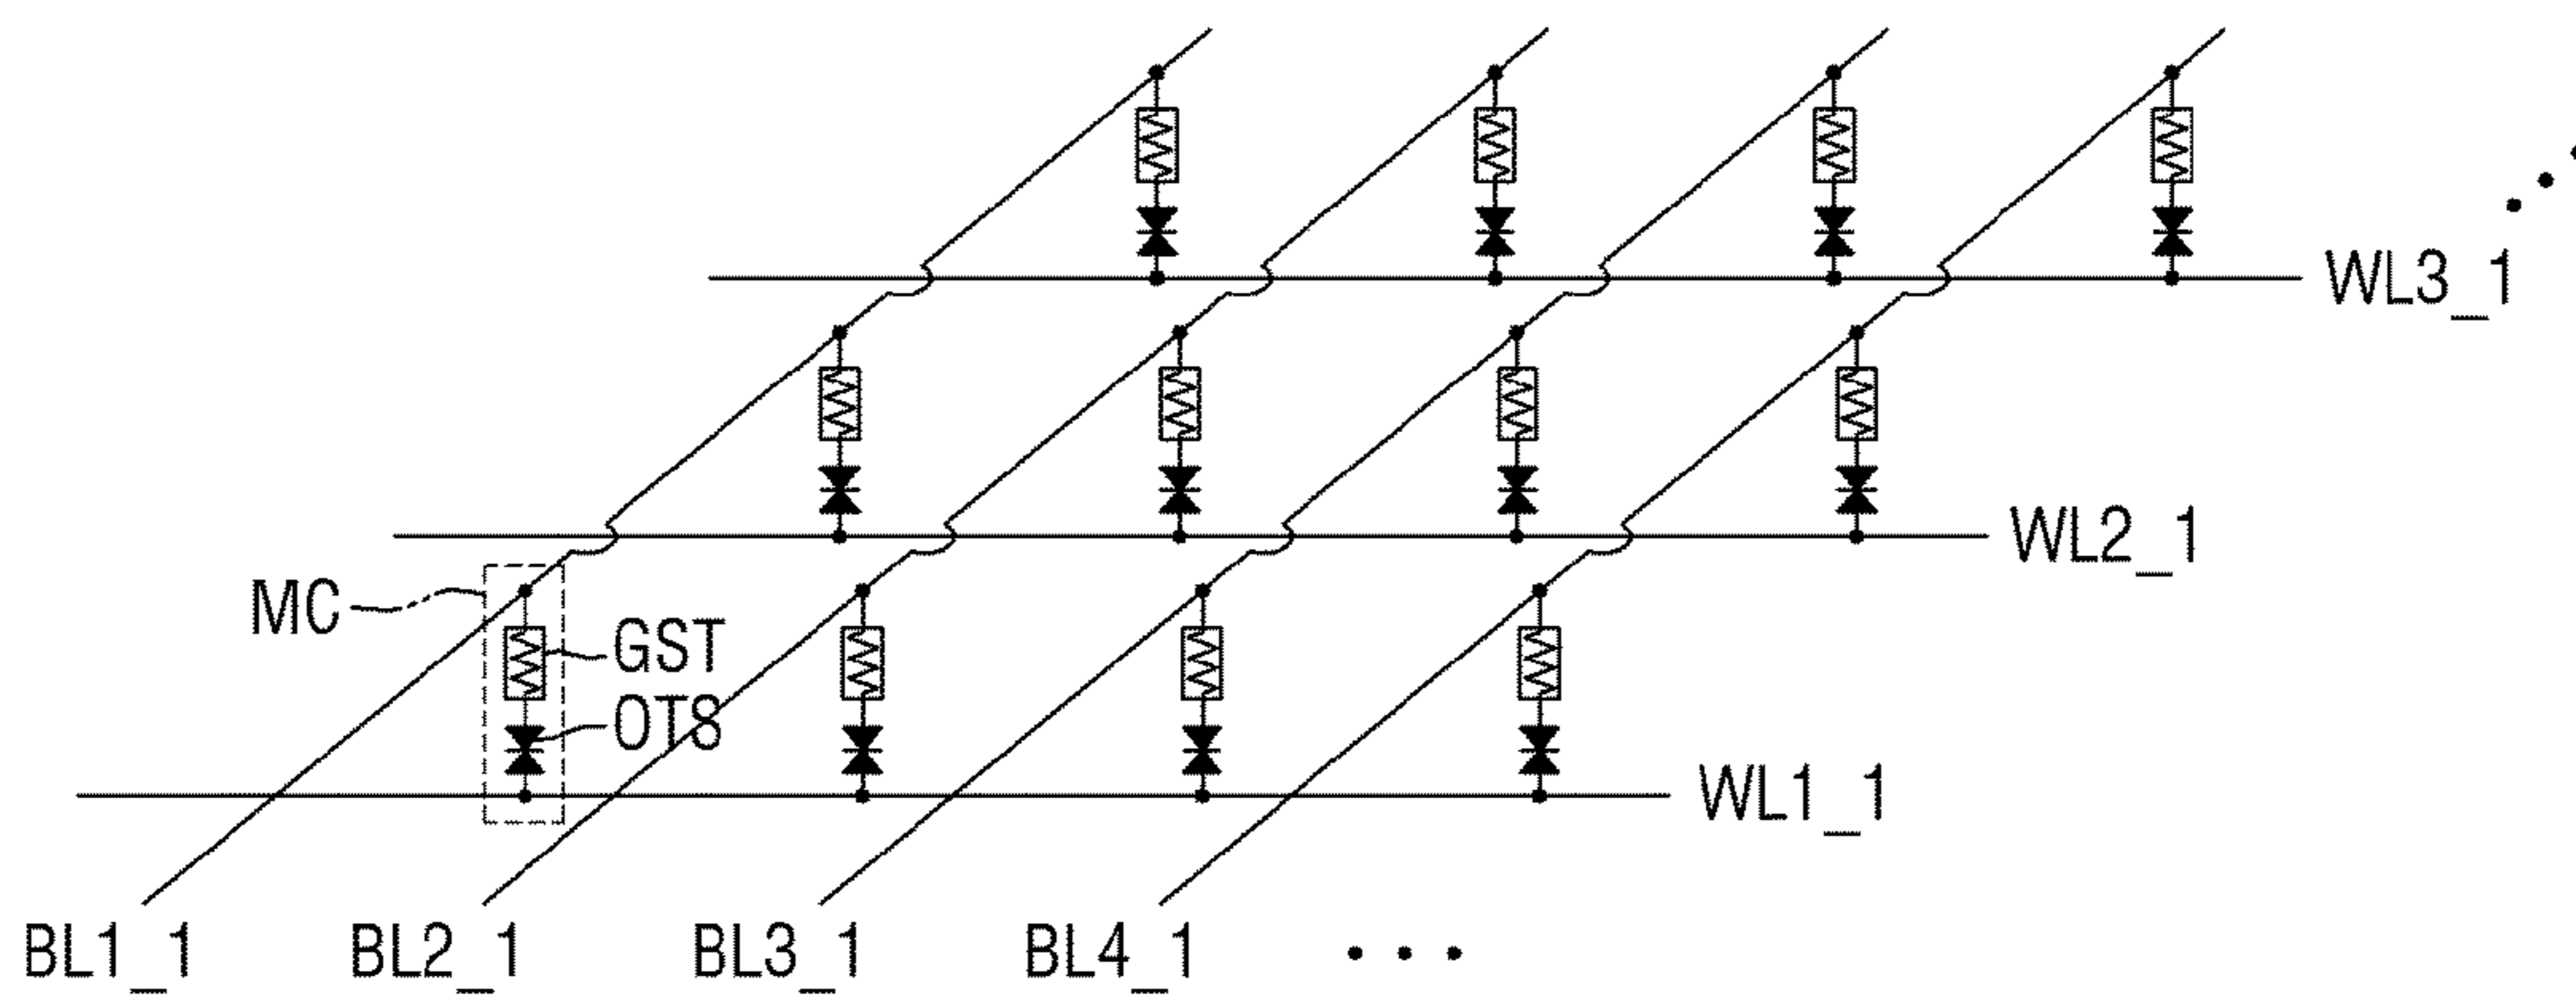 WL3_1
WL2_1
MC
GST
OTS
WL1_1
BL1_1 BL2_1 BL3_1 BL4_1 • • •